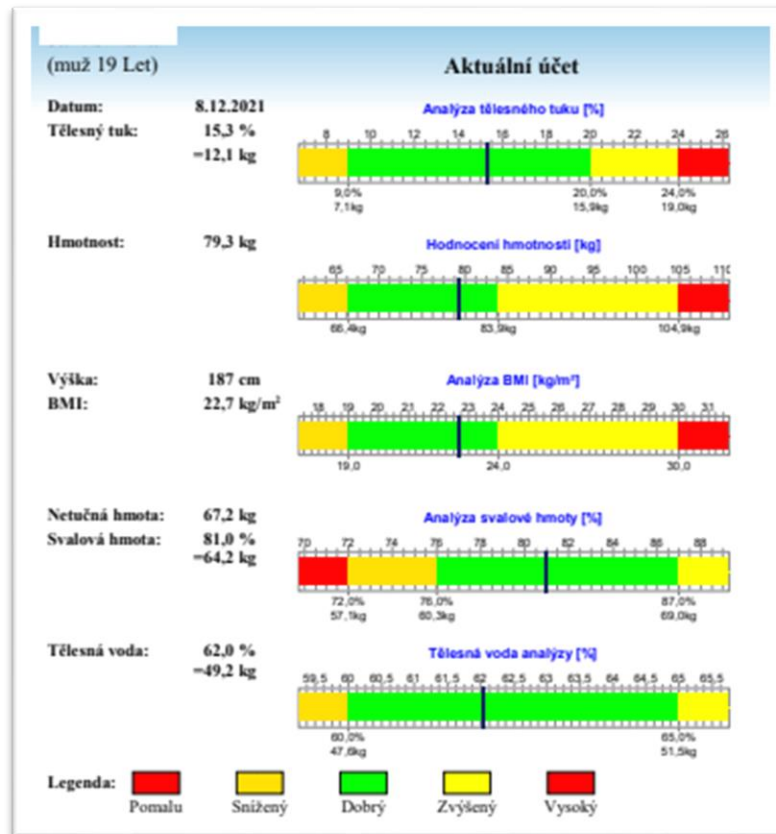 (muž 19 Let)
Aktuální účet
Datum: 8.12.2021
Analýza tělesného tuku [%]
Tělesný tuk: 15,3 %
=12,1 kg
8 10 12 14 16 18 20 22 24 26
9,0% 20,0% 24,0%
7,1kg 15,9kg 19,0kg
Hmotnost: 79,3 kg
Hodnocení hmotnosti [kg]
65 70 75 80 85 90 95 100 105 110
66,4kg 83,9kg 104,9kg
Výška: 187 cm
Analýza BMI [kg/m²]
BMI: 22,7 kg/m²
18 19 20 21 22 23 24 25 26 27 28 29 30 31
19,0 24,0 30,0
Netučná hmota: 67,2 kg
Analýza svalové hmoty [%]
Svalová hmota: 81,0 %
=64,2 kg
70 72 74 76 78 80 82 84 86 88
72,0% 76,0% 87,0%
57,1kg 60,3kg 69,0kg
Tělesná voda: 62,0 %
Tělesná voda analýzy [%]
=49,2 kg
59,5 60 60,5 61 61,5 62 62,5 63 63,5 64 64,5 65 65,5
60,0% 65,0%
47,6kg 51,5kg
Legenda:
Pomalu Snížený Dobrý Zvýšený Vysoký